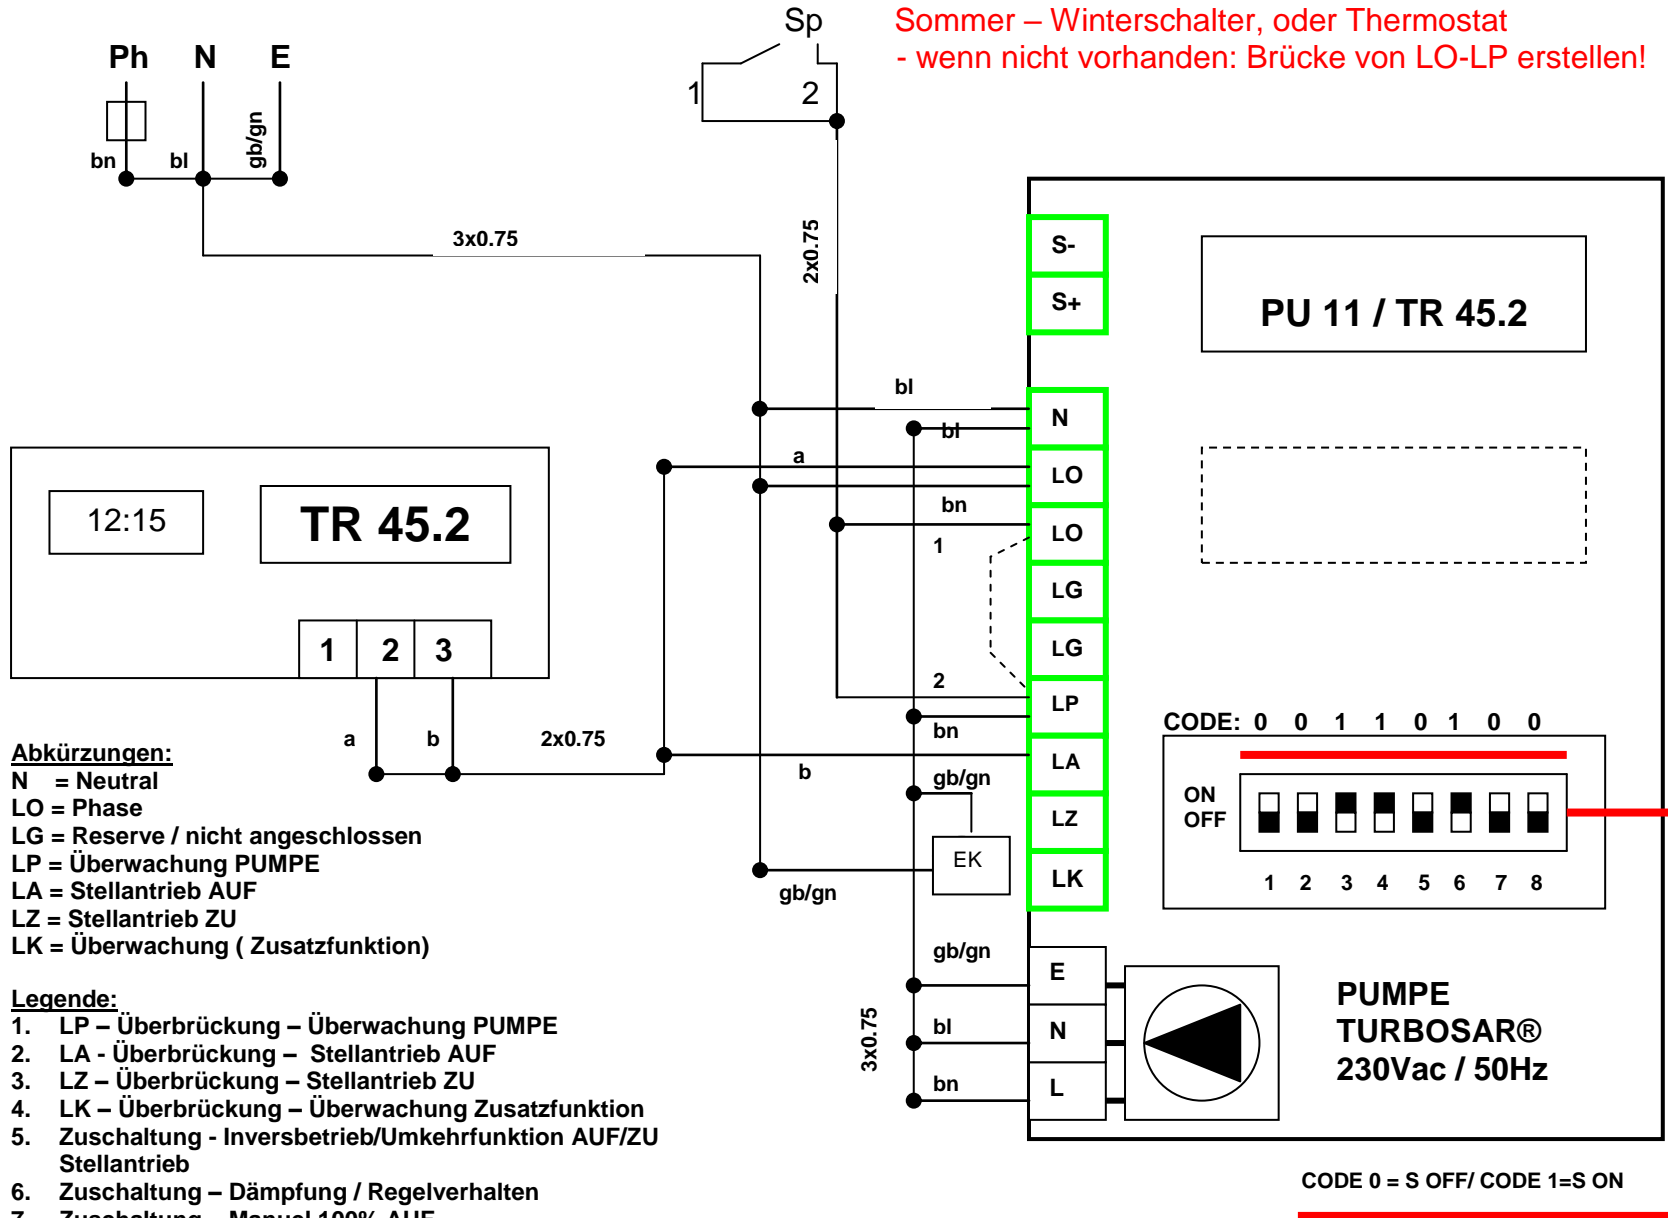 Sp
Sommer – Winterschalter, oder Thermostat
- wenn nicht vorhanden: Brücke von LO-LP erstellen!
Ph N E
1 2
bn bl gb/gn
3x0.75
2x0.75
S-
S+
PU 11 / TR 45.2
bl
N
bl
a
LO
bn
LO
1
LG
LG
2
LP
bn
b
LA
gb/gn
LZ
EK
LK
gb/gn
12:15
TR 45.2
1 2 3
a b 2x0.75
CODE: 0 0 1 1 0 1 0 0
ON
OFF
1 2 3 4 5 6 7 8
Abkürzungen:
N = Neutral
LO = Phase
LG = Reserve / nicht angeschlossen
LP = Überwachung PUMPE
LA = Stellantrieb AUF
LZ = Stellantrieb ZU
LK = Überwachung ( Zusatzfunktion)
gb/gn
E
bl
N
bn
L
3x0.75
PUMPE
TURBOSAR®
230Vac / 50Hz
Legende:
1. LP – Überbrückung – Überwachung PUMPE
2. LA - Überbrückung – Stellantrieb AUF
3. LZ – Überbrückung – Stellantrieb ZU
4. LK – Überbrückung – Überwachung Zusatzfunktion
5. Zuschaltung - Inversbetrieb/Umkehrfunktion AUF/ZU
Stellantrieb
6. Zuschaltung – Dämpfung / Regelverhalten
7. Zuschaltung – Manuel 100% AUF
CODE 0 = S OFF/ CODE 1=S ON